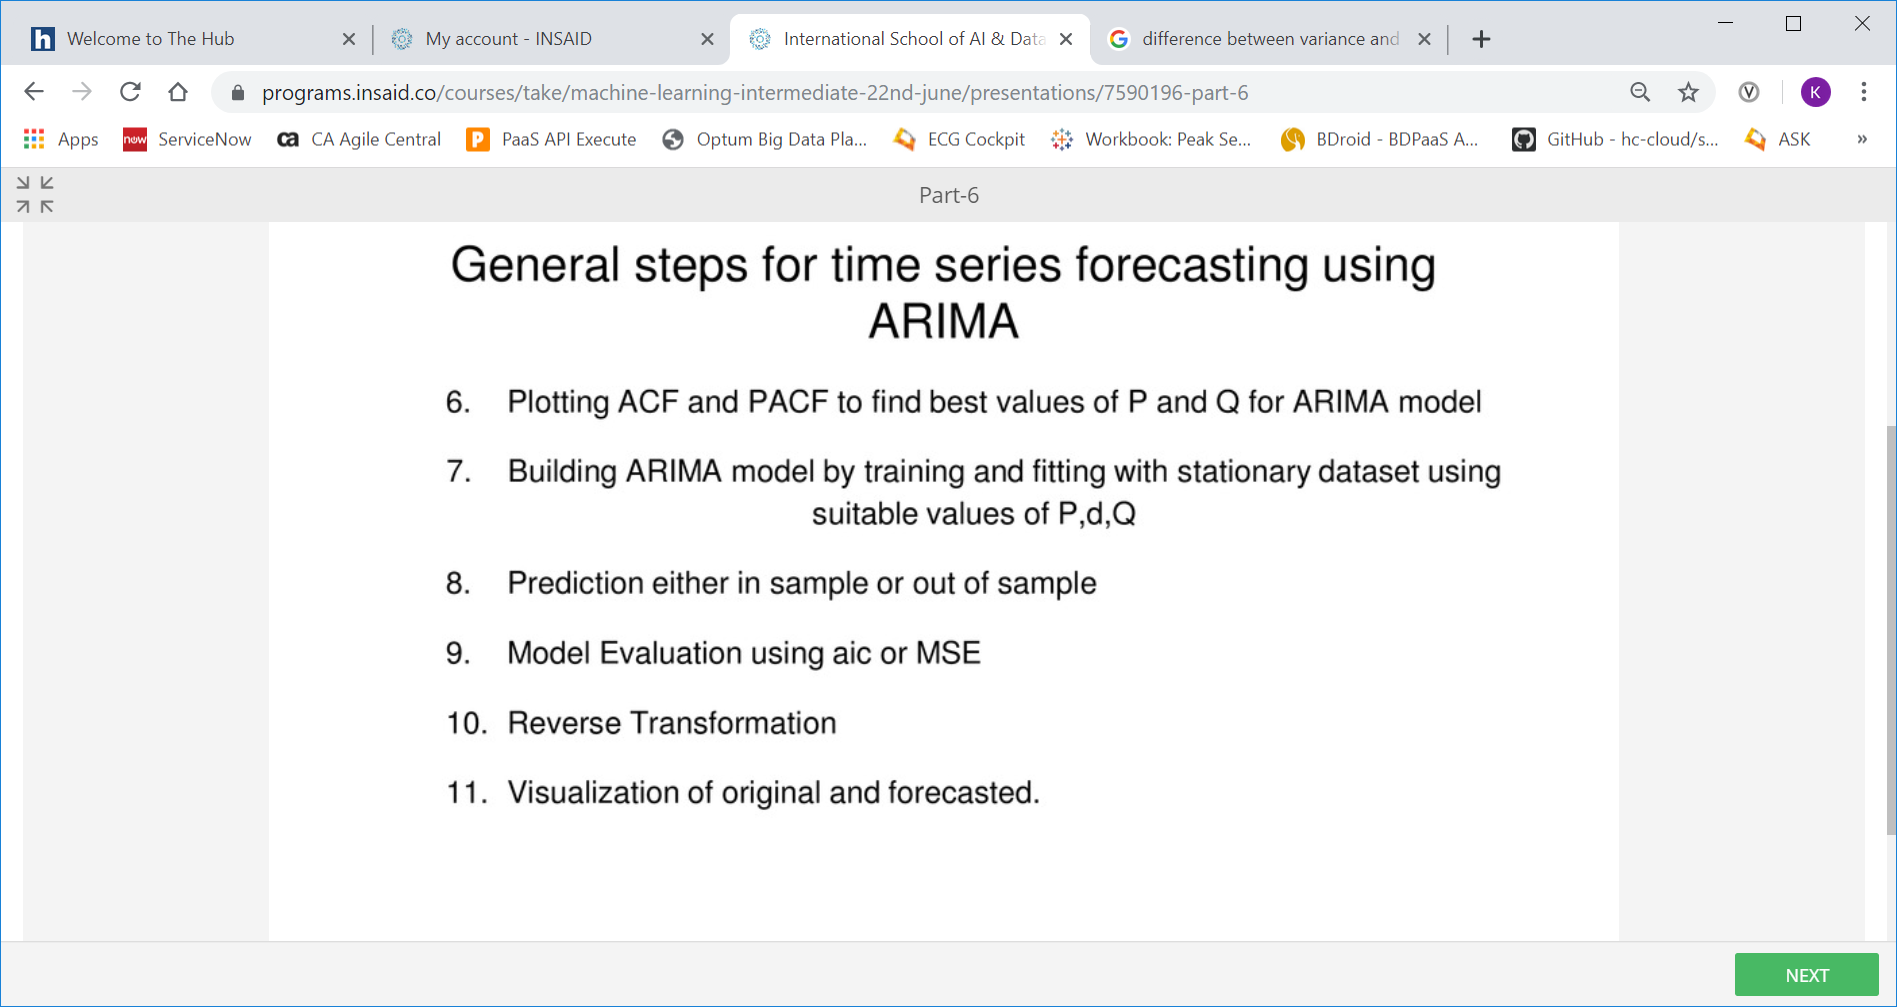 Welcome to The Hub
My account - INSAID
International School of AI & Data
difference between variance and
programs.insaid.co/courses/take/machine-learning-intermediate-22nd-june/presentations/7590196-part-6
K
Apps
now ServiceNow
ca CA Agile Central
P PaaS API Execute
Optum Big Data Pla...
ECG Cockpit
Workbook: Peak Se...
BDroid - BDPaaS A...
GitHub - hc-cloud/s...
ASK
»
Part-6
General steps for time series forecasting using
ARIMA
6. Plotting ACF and PACF to find best values of P and Q for ARIMA model
7. Building ARIMA model by training and fitting with stationary dataset using
suitable values of P,d,Q
8. Prediction either in sample or out of sample
9. Model Evaluation using aic or MSE
10. Reverse Transformation
11. Visualization of original and forecasted.
NEXT